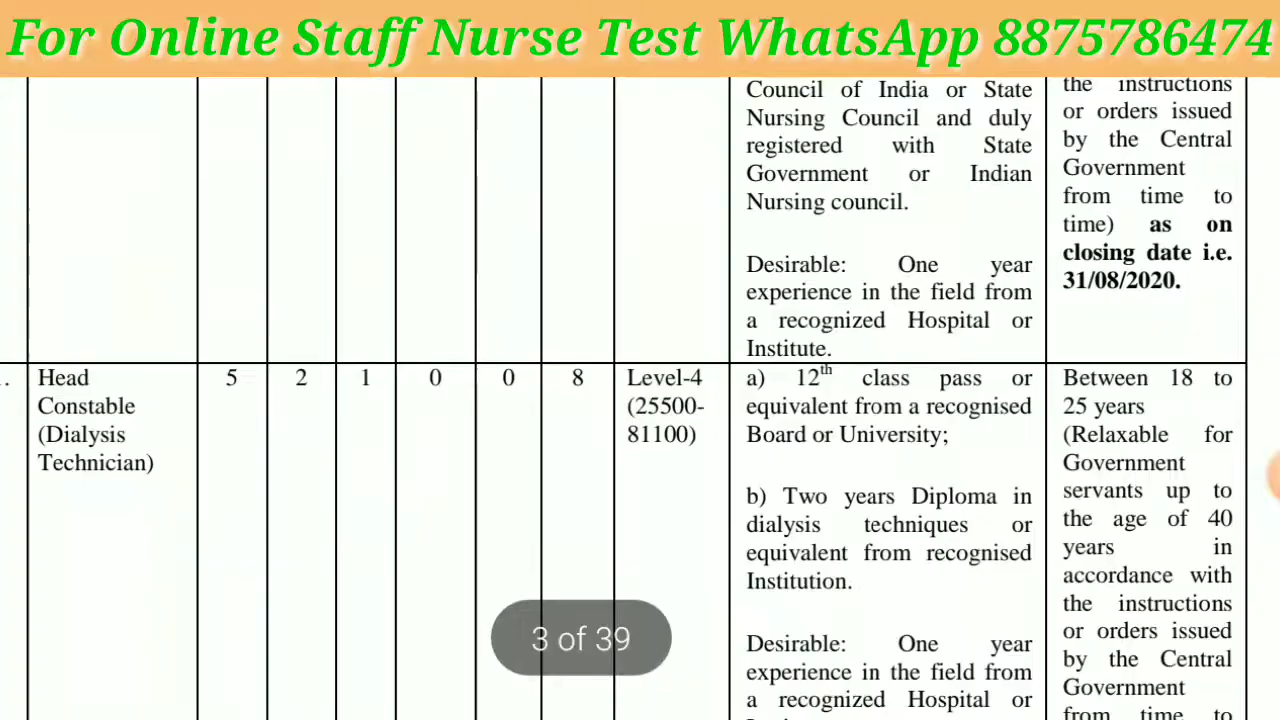 For Online Staff Nurse Test WhatsApp 8875786474
Council of India or State
Nursing Council and duly
registered with State
Government or Indian
Nursing council.
Desirable: One year
experience in the field from
a recognized Hospital or
Institute.
the instructions
or orders issued
by the Central
Government
from time to
time) as on
closing date i.e.
31/08/2020.
Head
Constable
(Dialysis
Technician)
5 2 1 0 0 8
Level-4
(25500-
81100)
a) 12th class pass or
equivalent from a recognised
Board or University;
b) Two years Diploma in
dialysis techniques or
equivalent from recognised
Institution.
Desirable: One year
experience in the field from
a recognized Hospital or
Between 18 to
25 years
(Relaxable for
Government
servants up to
the age of 40
years in
accordance with
the instructions
or orders issued
by the Central
Government
from time to
3 of 39